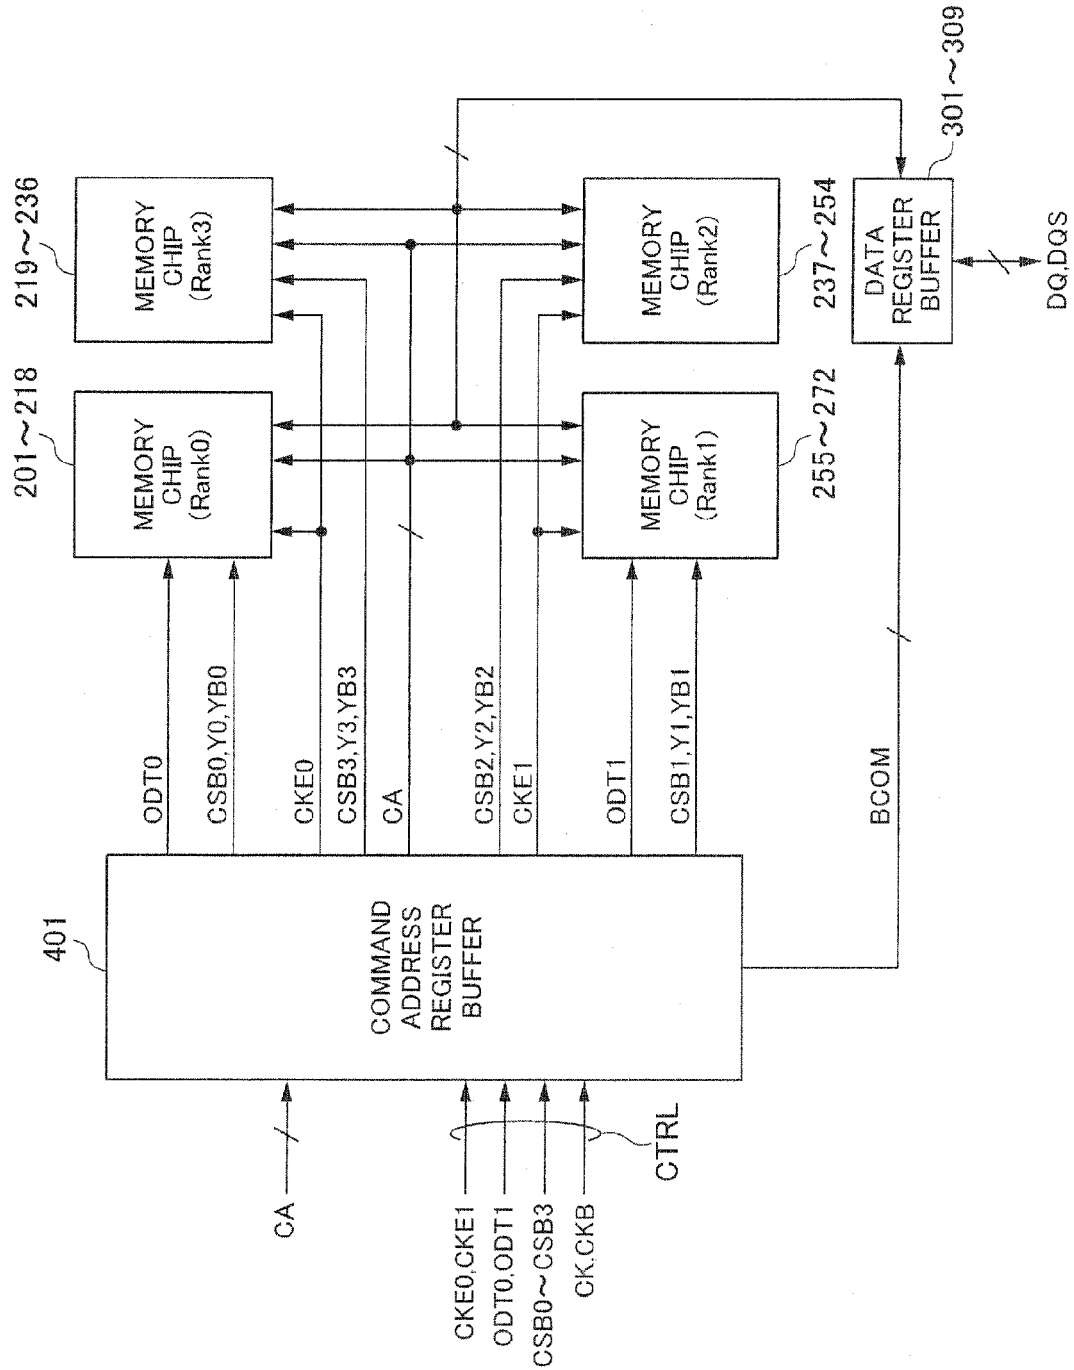 401
COMMAND
ADDRESS
REGISTER
BUFFER
CA
CKE0,CKE1
ODT0,ODT1
CSB0~CSB3
CK,CKB
CTRL
ODT0
CSB0,Y0,YB0
CKE0
CSB3,Y3,YB3
CA
CSB2,Y2,YB2
CKE1
ODT1
CSB1,Y1,YB1
BCOM
201~218
MEMORY
CHIP
(Rank0)
219~236
MEMORY
CHIP
(Rank3)
MEMORY
CHIP
(Rank1)
255~272
MEMORY
CHIP
(Rank2)
237~254
DATA
REGISTER
BUFFER
301~309
DQ,DQS